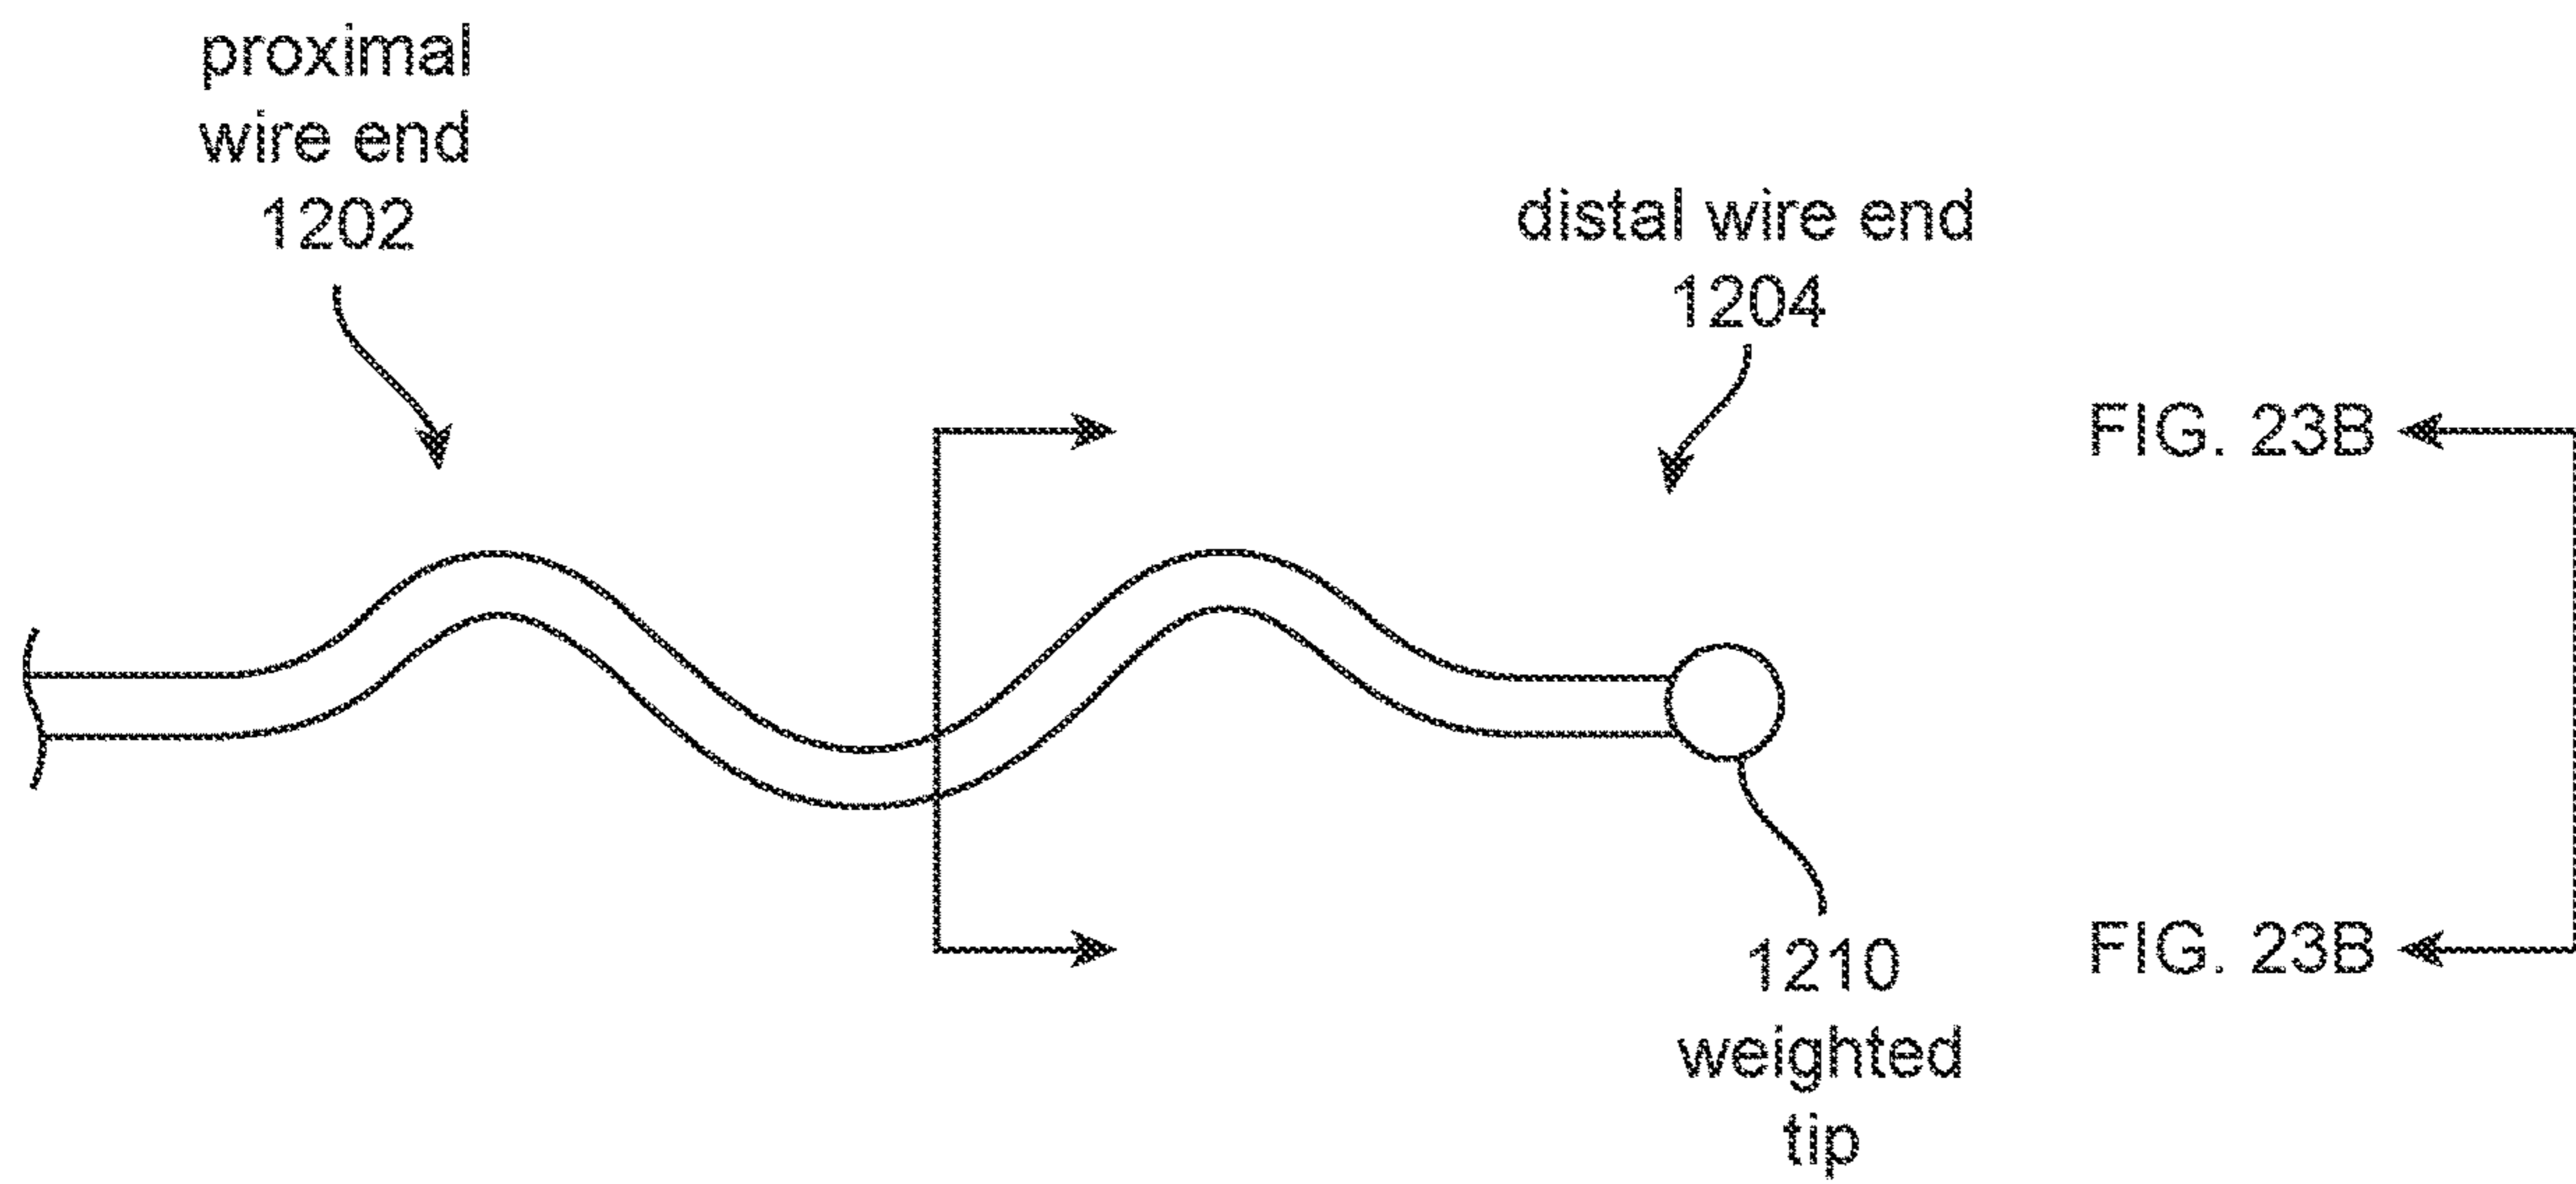 proximal
wire end
1202
distal wire end
1204
FIG. 23B
FIG. 23B
1210
weighted
tip